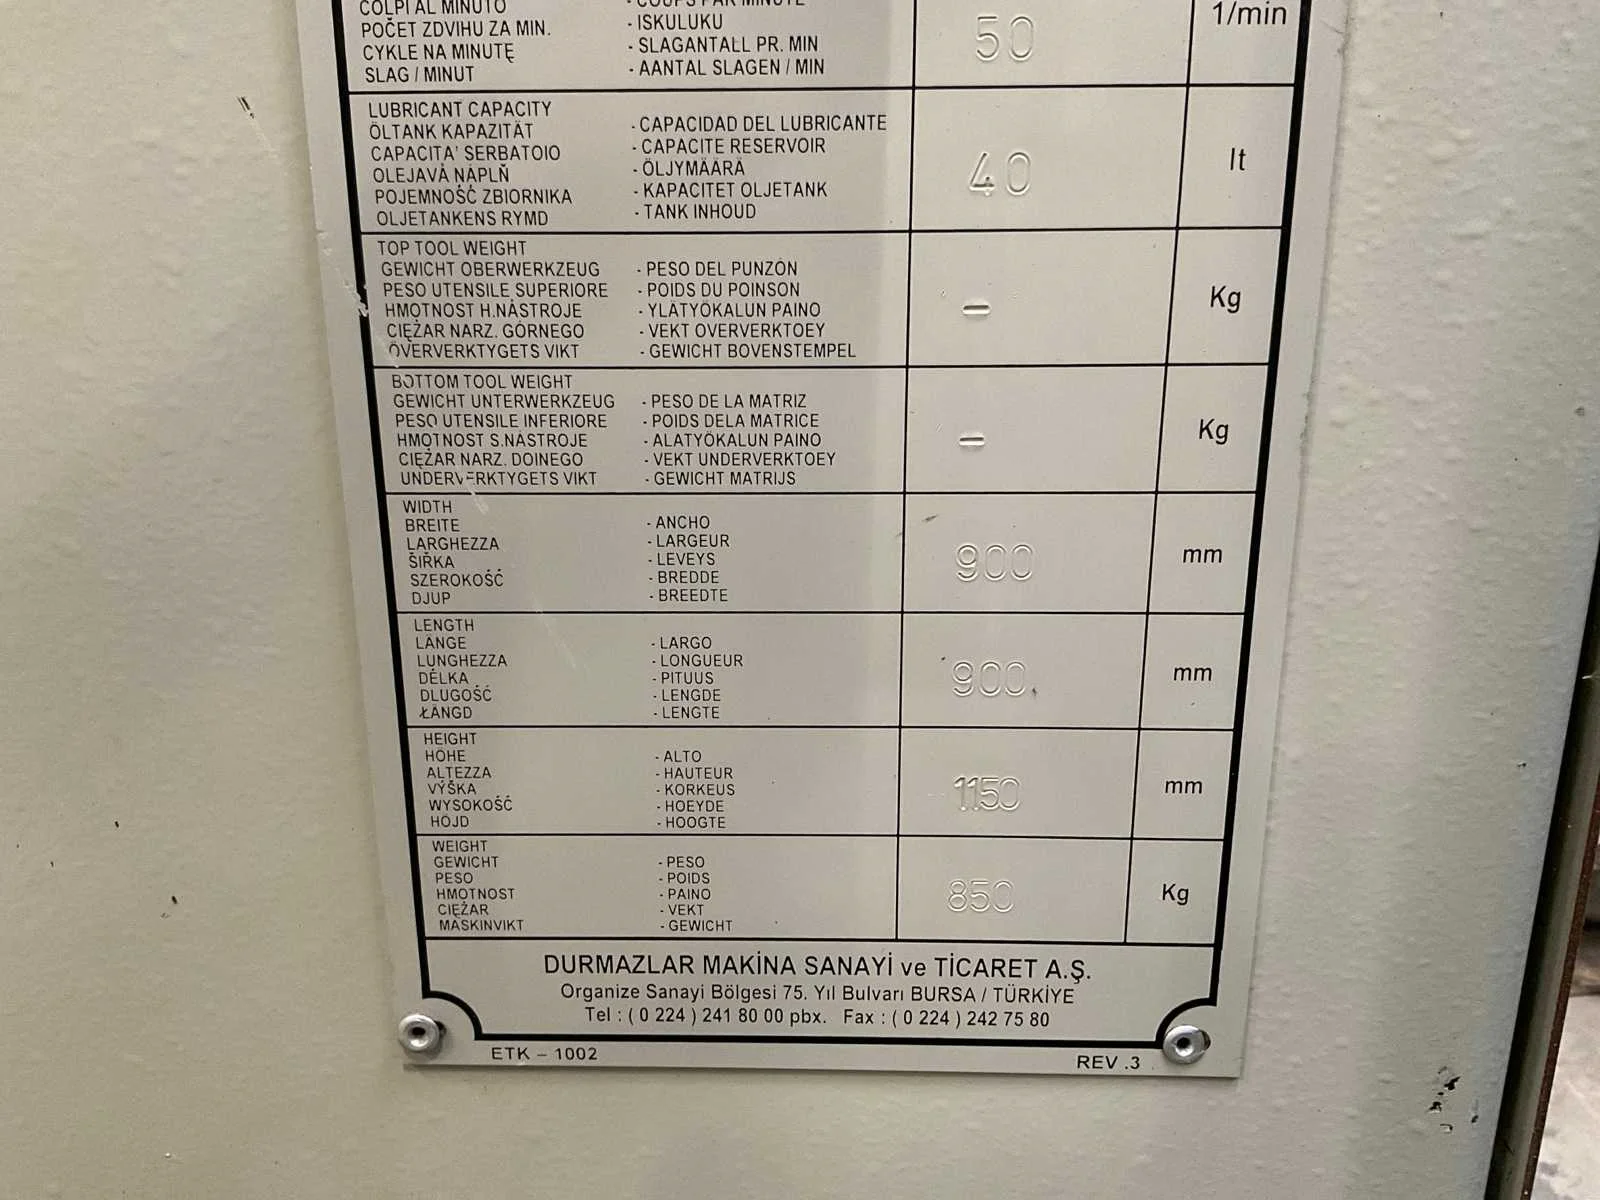 COLPI AL MINUTO - COUPS PAR MINUTE
POČET ZDVIHU ZA MIN. - ISKULUKU 50 1/min
CYKLE NA MINUTĘ - SLAGANTALL PR. MIN
SLAG / MINUT - AANTAL SLAGEN / MIN
LUBRICANT CAPACITY
ÖLTANK KAPAZITÄT - CAPACIDAD DEL LUBRICANTE
CAPACITA' SERBATOIO - CAPACITE RESERVOIR
OLEJAVÁ NÁPLŇ - ÖLJYMÄÄRÄ 40 lt
POJEMNOŚĆ ZBIORNIKA - KAPACITET OLJETANK
OLJETANKENS RYMD - TANK INHOUD
TOP TOOL WEIGHT
GEWICHT OBERWERKZEUG - PESO DEL PUNZÓN
PESO UTENSILE SUPERIORE - POIDS DU POINSON
HMOTNOST H.NÁSTROJE - YLÄTYÖKALUN PAINO – Kg
CIĘŻAR NARZ. GÓRNEGO - VEKT OVERVERKTOEY
ÖVERVERKTYGETS VIKT - GEWICHT BOVENSTEMPEL
BOTTOM TOOL WEIGHT
GEWICHT UNTERWERKZEUG - PESO DE LA MATRIZ
PESO UTENSILE INFERIORE - POIDS DELA MATRICE
HMOTNOST S.NÁSTROJE - ALATYÖKALUN PAINO – Kg
CIĘŻAR NARZ. DOINEGO - VEKT UNDERVERKTOEY
UNDERVERKTYGETS VIKT - GEWICHT MATRIJS
WIDTH
BREITE - ANCHO
LARGHEZZA - LARGEUR
ŠIŘKA - LEVEYS 900 mm
SZEROKOŚĆ - BREDDE
DJUP - BREEDTE
LENGTH
LÄNGE - LARGO
LUNGHEZZA - LONGUEUR
DÉLKA - PITUUS 900 mm
DLUGOŚĆ - LENGDE
ŁÄNGD - LENGTE
HEIGHT
HÖHE - ALTO
ALTEZZA - HAUTEUR
VÝŠKA - KORKEUS 1150 mm
WYSOKOŚĆ - HOEYDE
HÖJD - HOOGTE
WEIGHT
GEWICHT - PESO
PESO - POIDS
HMOTNOST - PAINO 850 Kg
CIĘŻAR - VEKT
MASKINVIKT - GEWICHT
DURMAZLAR MAKİNA SANAYİ ve TİCARET A.Ş.
Organize Sanayi Bölgesi 75. Yıl Bulvarı BURSA / TÜRKİYE
Tel : ( 0 224 ) 241 80 00 pbx. Fax : ( 0 224 ) 242 75 80
ETK – 1002 REV .3